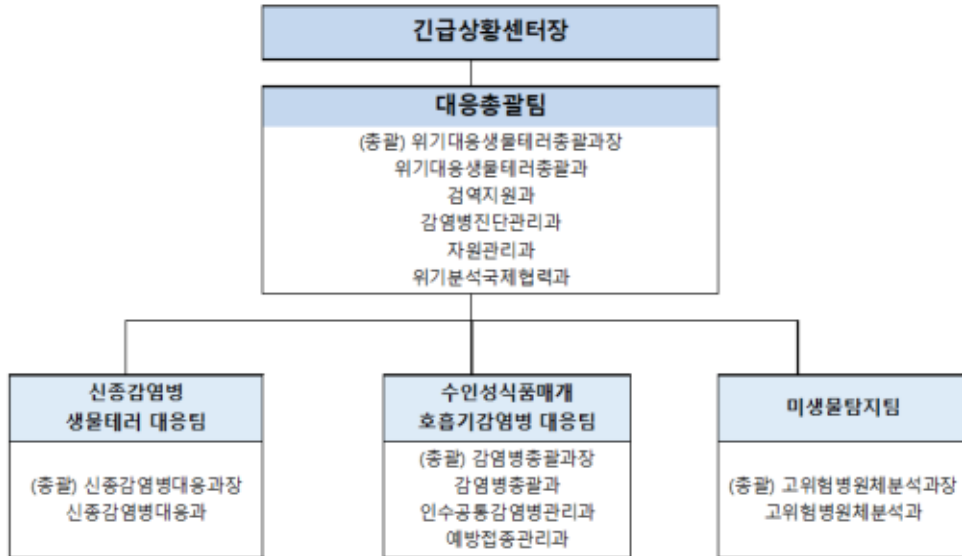 긴급상황센터장
대응총괄팀
(총괄) 위기대응생물테러총괄과장
위기대응생물테러총괄과
검역지원과
감염병진단관리과
자원관리과
위기분석국제협력과
신종감염병
생물테러 대응팀
(총괄) 신종감염병대응과장
신종감염병대응과
수인성식품매개
호흡기감염병 대응팀
(총괄) 감염병총괄과장
감염병총괄과
인수공통감염병관리과
예방접종관리과
미생물탐지팀
(총괄) 고위험병원체분석과장
고위험병원체분석과